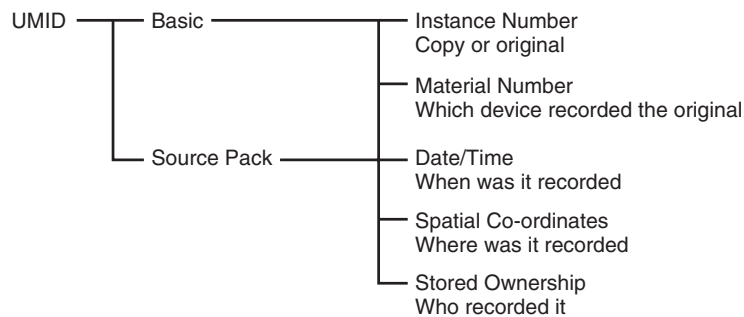 UMID
Basic
Instance Number
Copy or original
Material Number
Which device recorded the original
Source Pack
Date/Time
When was it recorded
Spatial Co-ordinates
Where was it recorded
Stored Ownership
Who recorded it